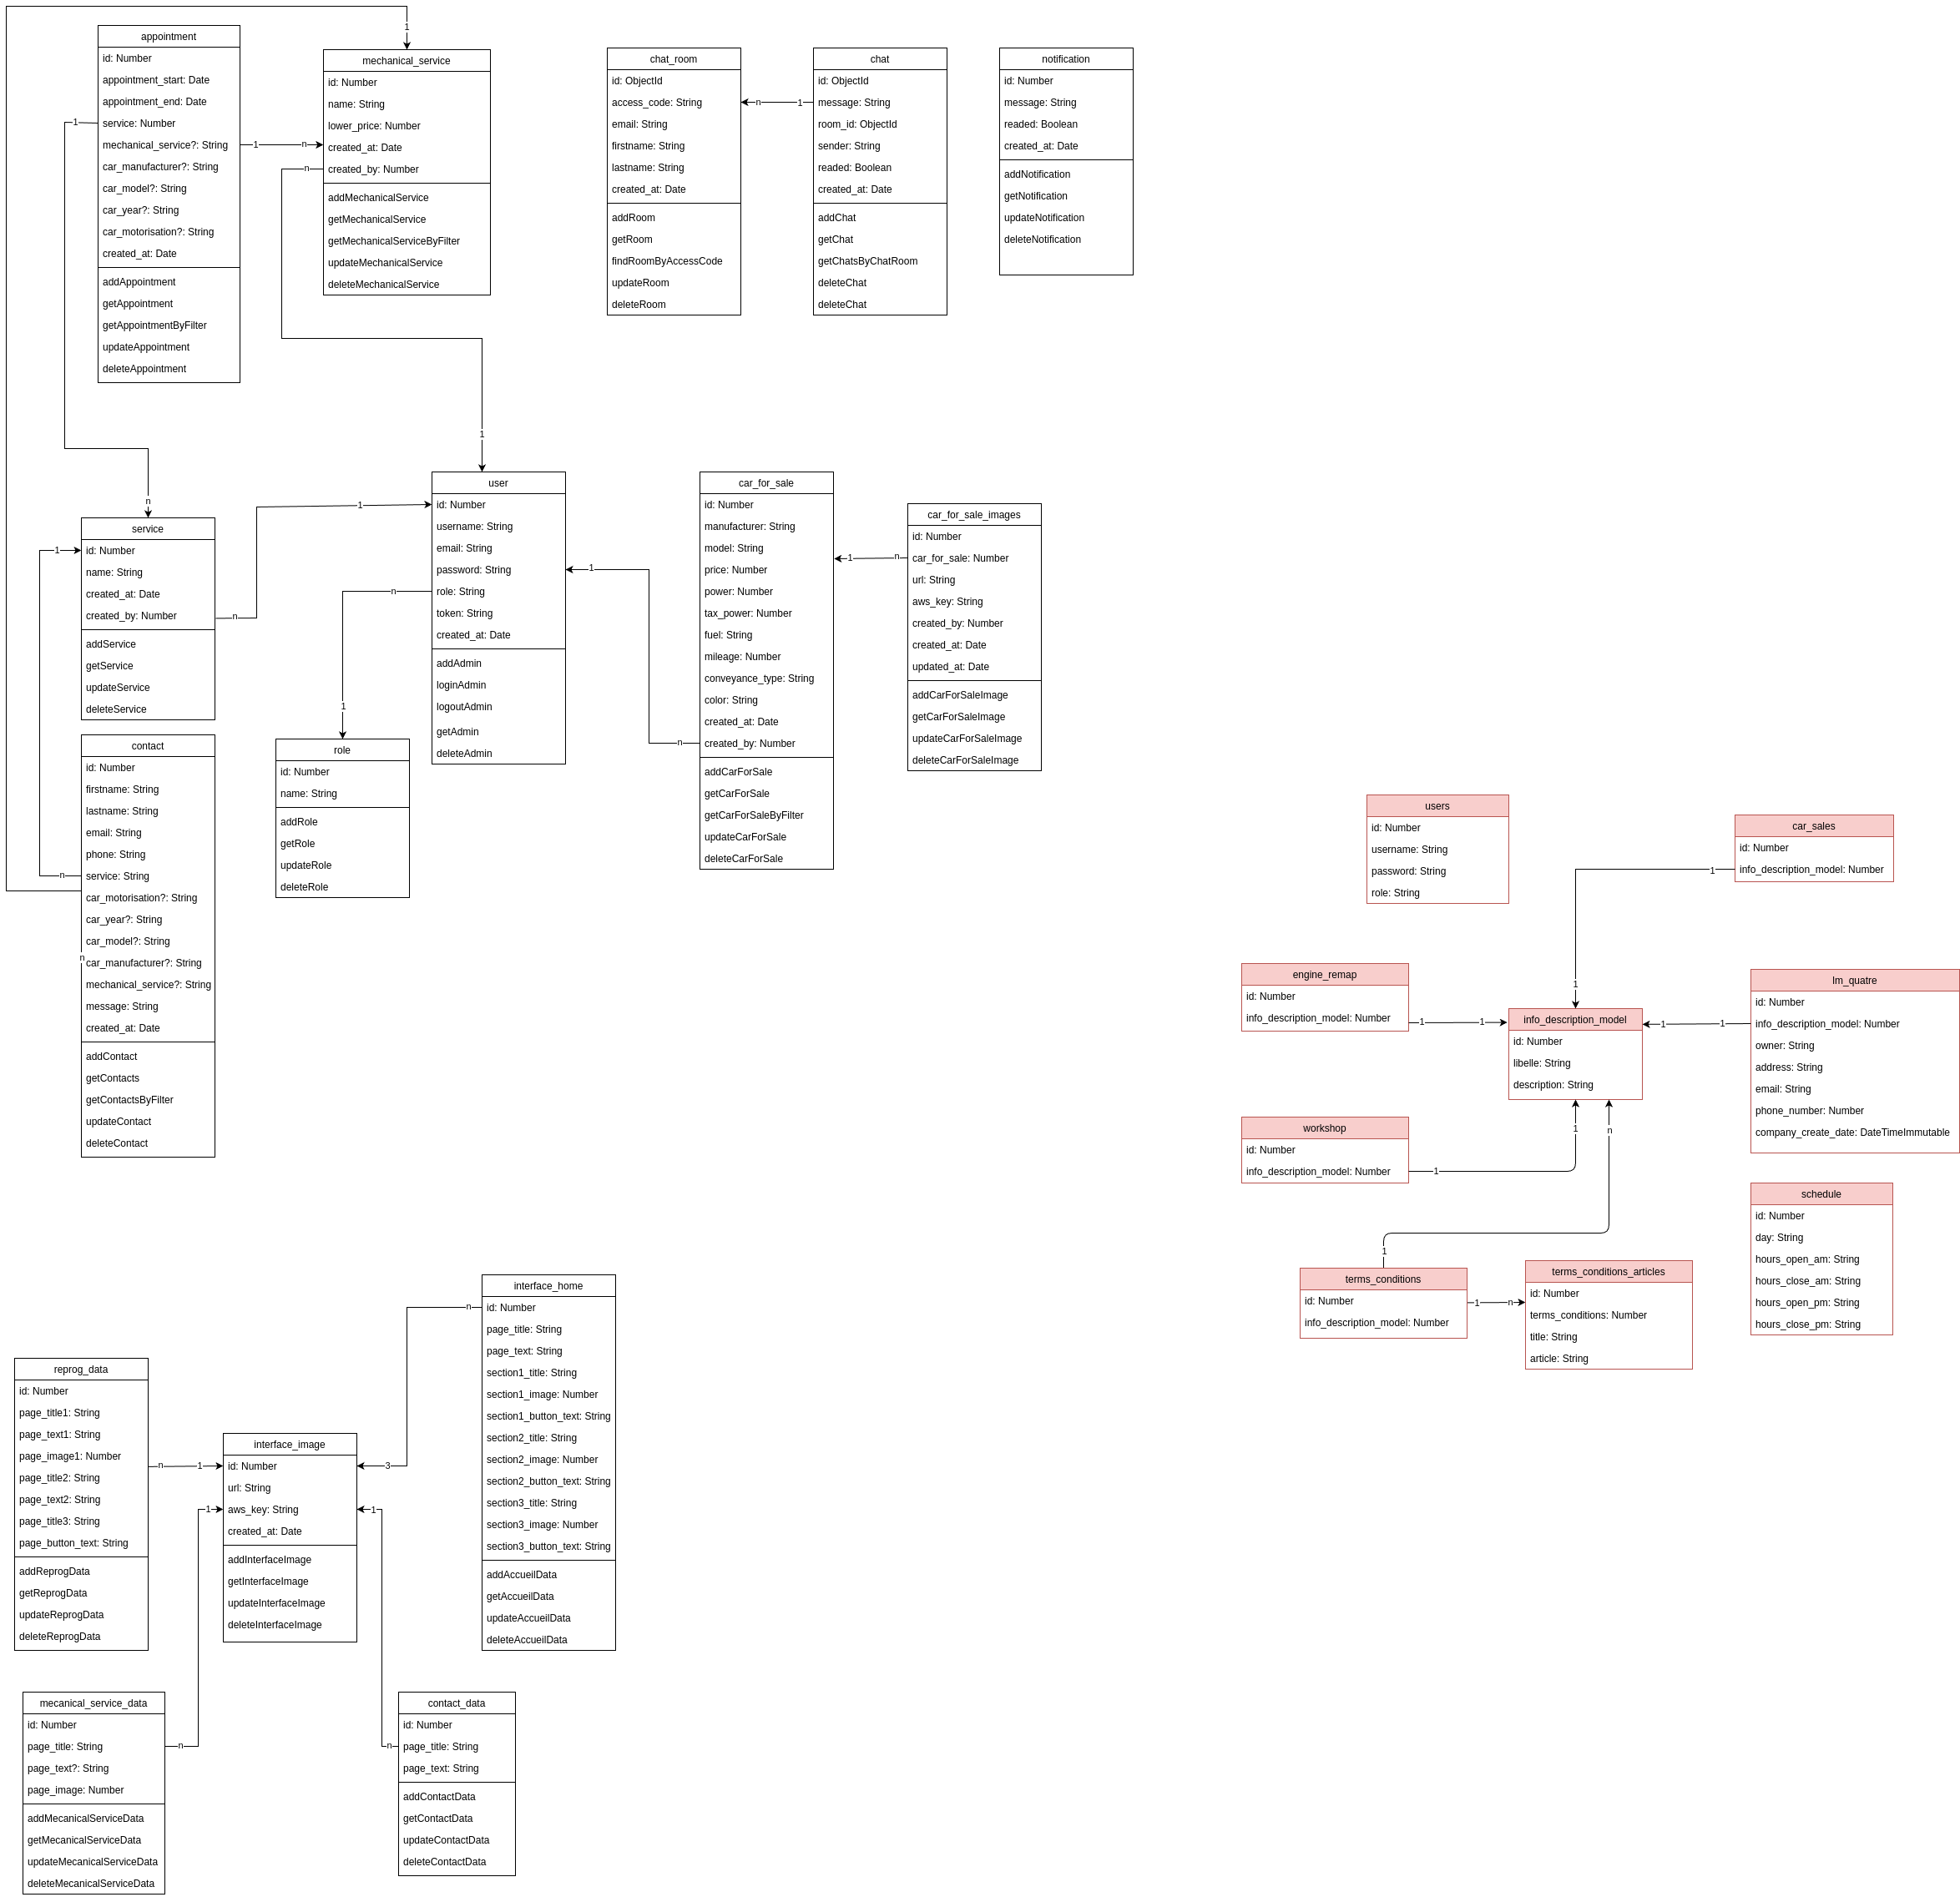 appointment
id: Number
appointment_start: Date
appointment_end: Date
service: Number
mechanical_service?: String
car_manufacturer?: String
car_model?: String
car_year?: String
car_motorisation?: String
created_at: Date
addAppointment
getAppointment
getAppointmentByFilter
updateAppointment
deleteAppointment
1
1
n
1
mechanical_service
id: Number
name: String
lower_price: Number
created_at: Date
created_by: Number
addMechanicalService
getMechanicalService
getMechanicalServiceByFilter
updateMechanicalService
deleteMechanicalService
n
1
chat_room
id: ObjectId
access_code: String
email: String
firstname: String
lastname: String
created_at: Date
addRoom
getRoom
findRoomByAccessCode
updateRoom
deleteRoom
n
1
chat
id: ObjectId
message: String
room_id: ObjectId
sender: String
readed: Boolean
created_at: Date
addChat
getChat
getChatsByChatRoom
deleteChat
deleteChat
notification
id: Number
message: String
readed: Boolean
created_at: Date
addNotification
getNotification
updateNotification
deleteNotification
n
service
id: Number
name: String
created_at: Date
created_by: Number
addService
getService
updateService
deleteService
1
n
1
user
id: Number
username: String
email: String
password: String
role: String
token: String
created_at: Date
addAdmin
loginAdmin
logoutAdmin
getAdmin
deleteAdmin
n
1
1
n
car_for_sale
id: Number
manufacturer: String
model: String
price: Number
power: Number
tax_power: Number
fuel: String
mileage: Number
conveyance_type: String
color: String
created_at: Date
created_by: Number
addCarForSale
getCarForSale
getCarForSaleByFilter
updateCarForSale
deleteCarForSale
1
n
car_for_sale_images
id: Number
car_for_sale: Number
url: String
aws_key: String
created_by: Number
created_at: Date
updated_at: Date
addCarForSaleImage
getCarForSaleImage
updateCarForSaleImage
deleteCarForSaleImage
contact
id: Number
firstname: String
lastname: String
email: String
phone: String
service: String
car_motorisation?: String
car_year?: String
car_model?: String
car_manufacturer?: String
mechanical_service?: String
message: String
created_at: Date
addContact
getContacts
getContactsByFilter
updateContact
deleteContact
n
n
role
id: Number
name: String
addRole
getRole
updateRole
deleteRole
users
id: Number
username: String
password: String
role: String
car_sales
id: Number
info_description_model: Number
1
1
engine_remap
id: Number
info_description_model: Number
1
1
info_description_model
id: Number
libelle: String
description: String
1
1
lm_quatre
id: Number
info_description_model: Number
owner: String
address: String
email: String
phone_number: Number
company_create_date: DateTimeImmutable
workshop
id: Number
info_description_model: Number
1
1
n
1
schedule
id: Number
day: String
hours_open_am: String
hours_close_am: String
hours_open_pm: String
hours_close_pm: String
terms_conditions
id: Number
info_description_model: Number
1
n
terms_conditions_articles
id: Number
terms_conditions: Number
title: String
article: String
interface_home
id: Number
page_title: String
page_text: String
section1_title: String
section1_image: Number
section1_button_text: String
section2_title: String
section2_image: Number
section2_button_text: String
section3_title: String
section3_image: Number
section3_button_text: String
addAccueilData
getAccueilData
updateAccueilData
deleteAccueilData
n
3
reprog_data
id: Number
page_title1: String
page_text1: String
page_image1: Number
page_title2: String
page_text2: String
page_title3: String
page_button_text: String
addReprogData
getReprogData
updateReprogData
deleteReprogData
n
1
interface_image
id: Number
url: String
aws_key: String
created_at: Date
addInterfaceImage
getInterfaceImage
updateInterfaceImage
deleteInterfaceImage
1
1
mecanical_service_data
id: Number
page_title: String
page_text?: String
page_image: Number
addMecanicalServiceData
getMecanicalServiceData
updateMecanicalServiceData
deleteMecanicalServiceData
n
n
contact_data
id: Number
page_title: String
page_text: String
addContactData
getContactData
updateContactData
deleteContactData